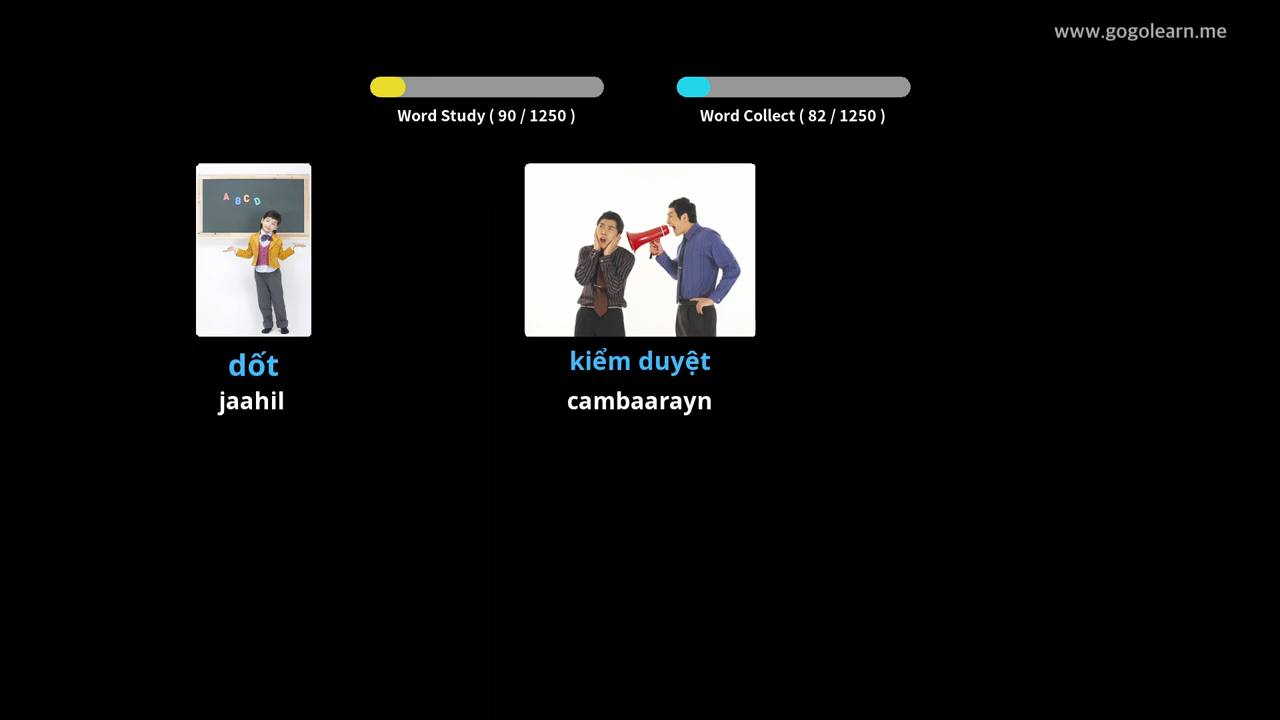 www.gogolearn.me
Word Study ( 90 / 1250 )
Word Collect ( 82 / 1250 )
A B C D
dốt
jaahil
kiểm duyệt
cambaarayn